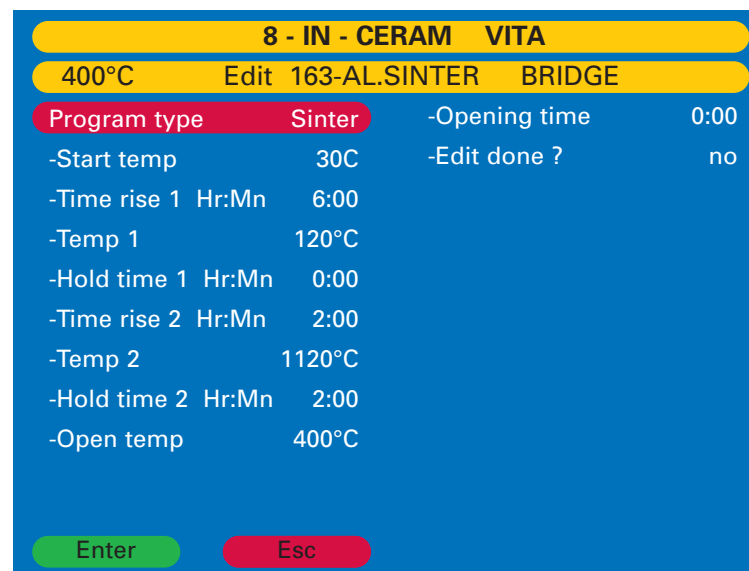 8 - IN - CERAM VITA
400°C Edit 163-AL.SINTER BRIDGE
Program type Sinter
-Start temp 30C
-Time rise 1 Hr:Mn 6:00
-Temp 1 120°C
-Hold time 1 Hr:Mn 0:00
-Time rise 2 Hr:Mn 2:00
-Temp 2 1120°C
-Hold time 2 Hr:Mn 2:00
-Open temp 400°C
-Opening time 0:00
-Edit done ? no
Enter Esc